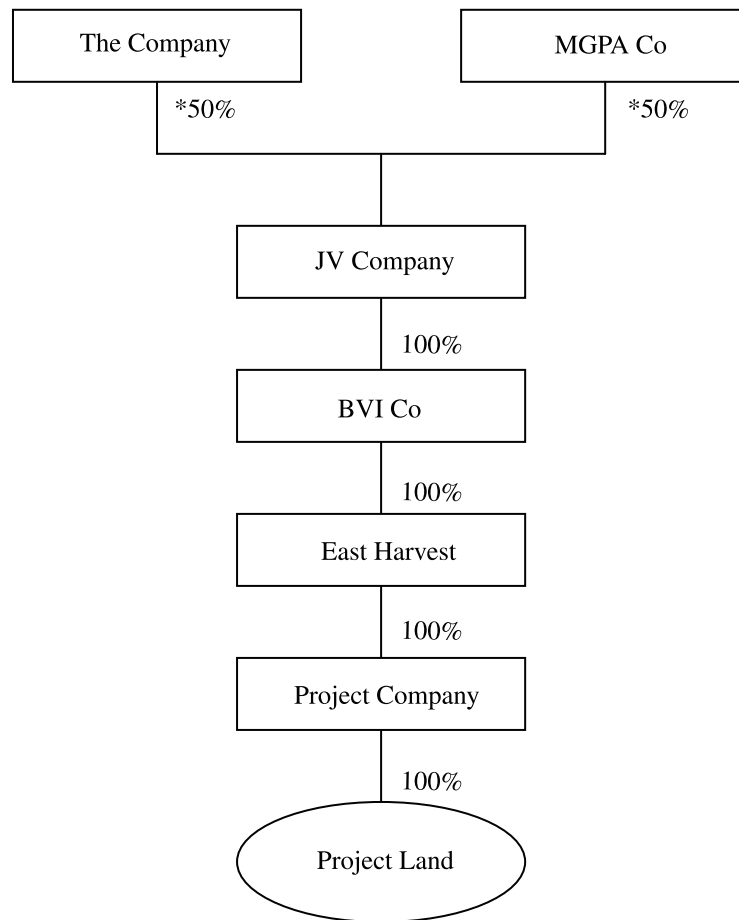 The Company
MGPA Co
*50%
*50%
JV Company
100%
BVI Co
100%
East Harvest
100%
Project Company
100%
Project Land